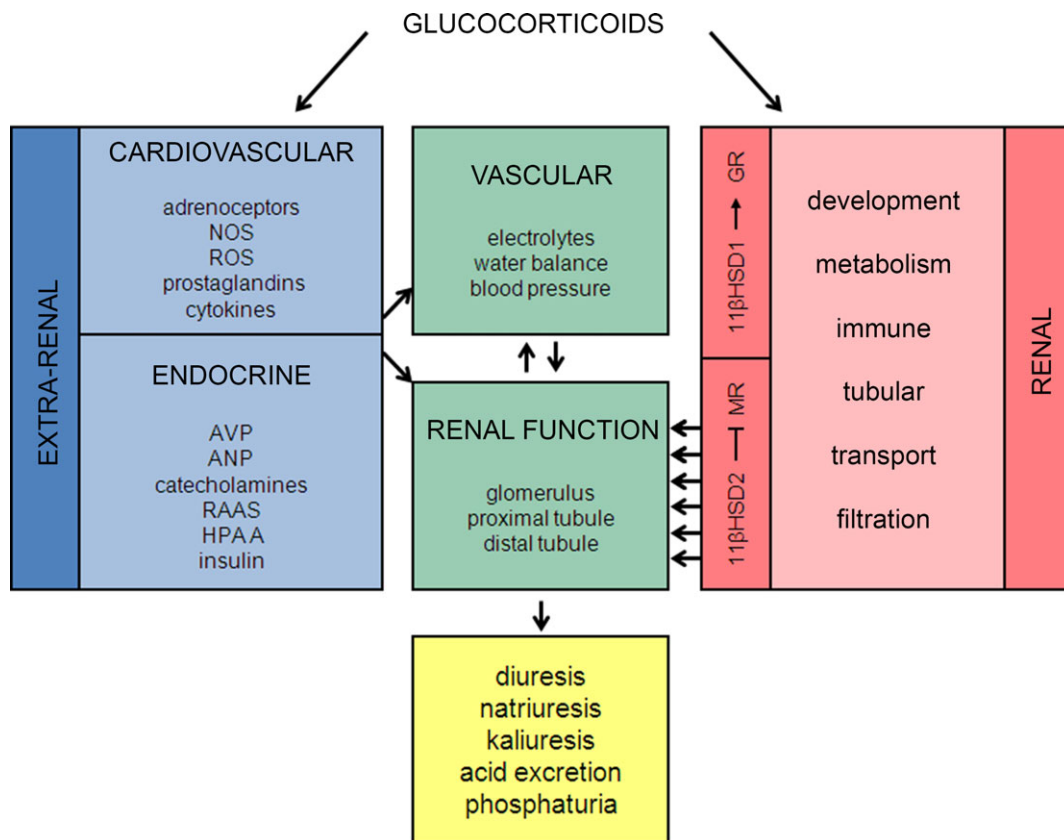 GLUCOCORTICOIDS
EXTRA-RENAL
CARDIOVASCULAR
adrenoceptors
NOS
ROS
prostaglandins
cytokines
ENDOCRINE
AVP
ANP
catecholamines
RAAS
HPAA
insulin
VASCULAR
electrolytes
water balance
blood pressure
RENAL FUNCTION
glomerulus
proximal tubule
distal tubule
diuresis
natriuresis
kaliuresis
acid excretion
phosphaturia
11βHSD1 → GR
11βHSD2 ⊣ MR
development
metabolism
immune
tubular
transport
filtration
RENAL